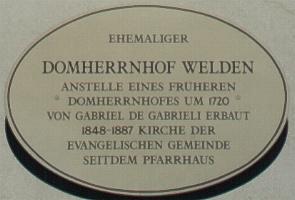 EHEMALIGER
DOMHERRNHOF WELDEN
ANSTELLE EINES FRÜHEREN
* DOMHERRNHOFES UM 1720 *
VON GABRIEL DE GABRIELI ERBAUT
1848-1887 KIRCHE DER
EVANGELISCHEN GEMEINDE
SEITDEM PFARRHAUS